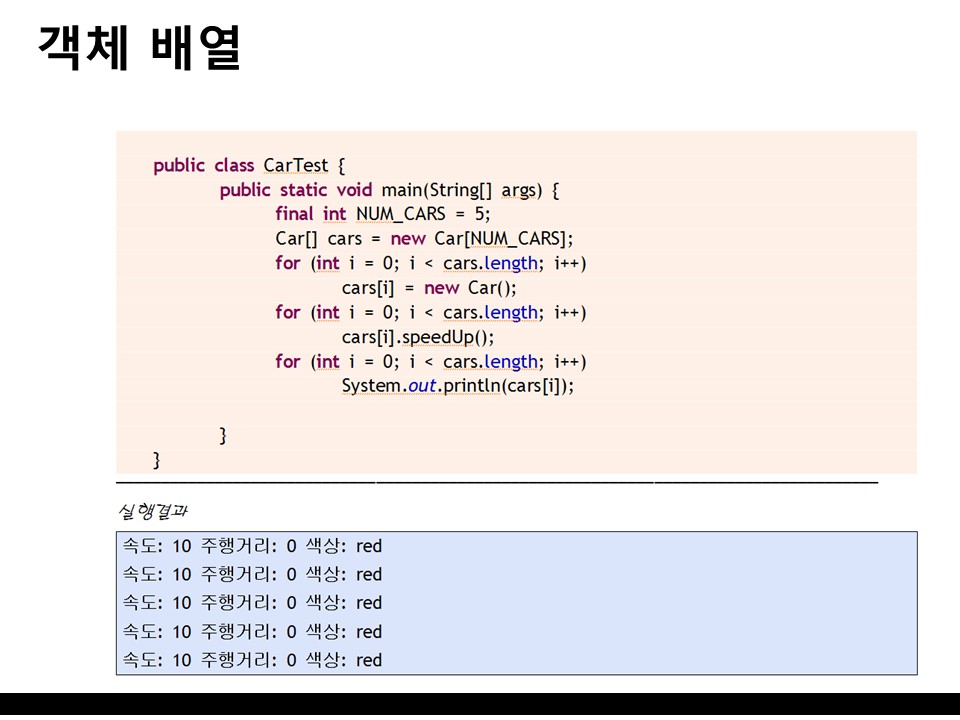 객체 배열
public class CarTest {
public static void main(String[] args) {
final int NUM_CARS = 5;
Car[] cars = new Car[NUM_CARS];
for (int i = 0; i < cars.length; i++)
cars[i] = new Car();
for (int i = 0; i < cars.length; i++)
cars[i].speedUp();
for (int i = 0; i < cars.length; i++)
System.out.println(cars[i]);
}
}
실행결과
속도: 10 주행거리: 0 색상: red
속도: 10 주행거리: 0 색상: red
속도: 10 주행거리: 0 색상: red
속도: 10 주행거리: 0 색상: red
속도: 10 주행거리: 0 색상: red